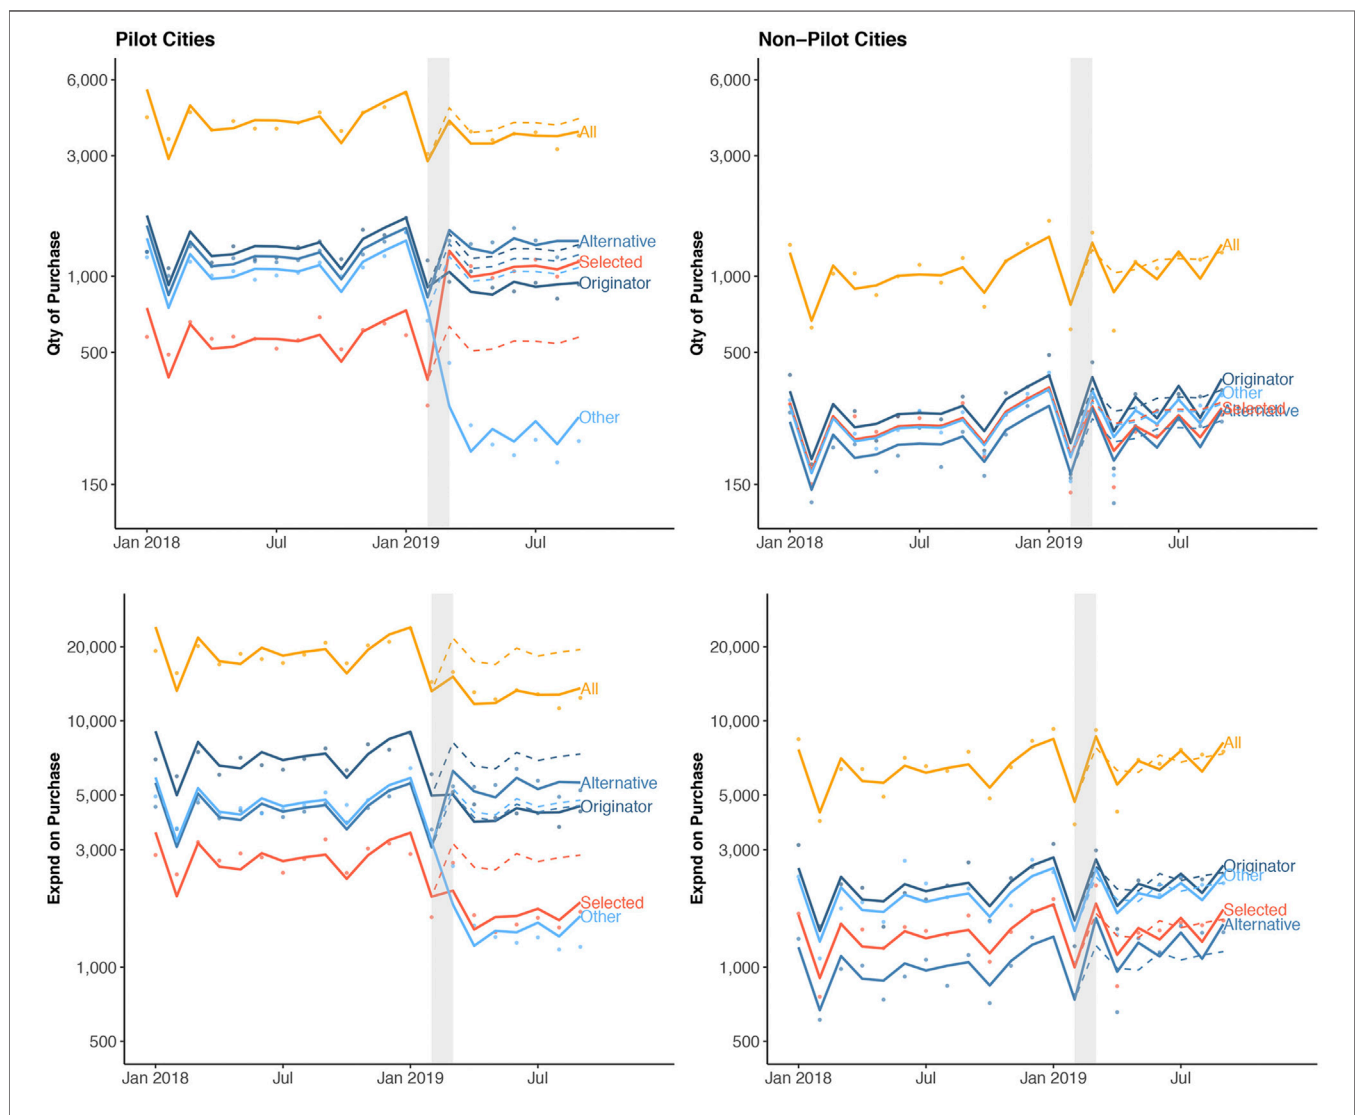 Pilot Cities
Non–Pilot Cities
Qty of Purchase
6,000
3,000
1,000
500
150
All
Alternative
Selected
Originator
Other
Jan 2018
Jul
Jan 2019
Jul
Qty of Purchase
6,000
3,000
1,000
500
150
All
Originator
Other
Selected
Alternative
Jan 2018
Jul
Jan 2019
Jul
Expnd on Purchase
20,000
10,000
5,000
3,000
1,000
500
All
Alternative
Originator
Selected
Other
Jan 2018
Jul
Jan 2019
Jul
Expnd on Purchase
20,000
10,000
5,000
3,000
1,000
500
All
Originator
Other
Selected
Alternative
Jan 2018
Jul
Jan 2019
Jul